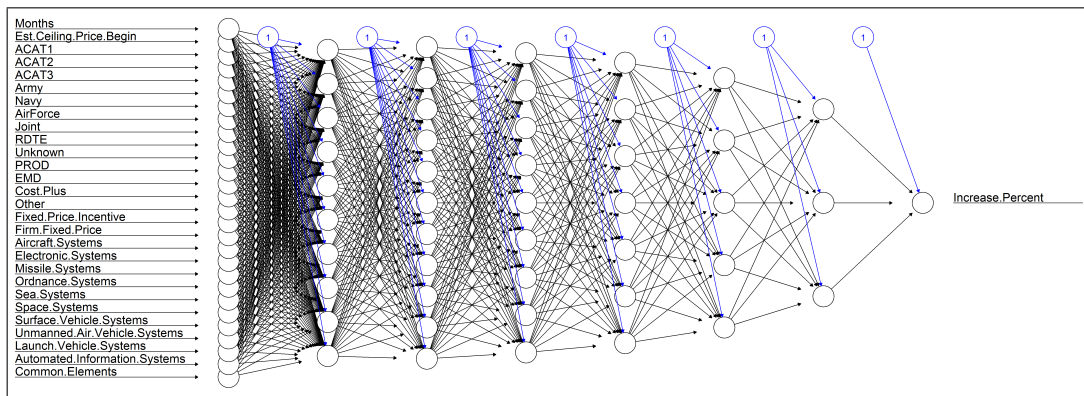 Months
Est.Ceiling.Price.Begin
1 1 1 1 1 1 1
ACAT1
ACAT2
ACAT3
Army
Navy
AirForce
Joint
RDTE
Unknown
PROD
EMD
Cost.Plus
Other
Increase.Percent
Fixed.Price.Incentive
Firm.Fixed.Price
Aircraft.Systems
Electronic.Systems
Missile.Systems
Ordnance.Systems
Sea.Systems
Space.Systems
Surface.Vehicle.Systems
Unmanned.Air.Vehicle.Systems
Launch.Vehicle.Systems
Automated.Information.Systems
Common.Elements